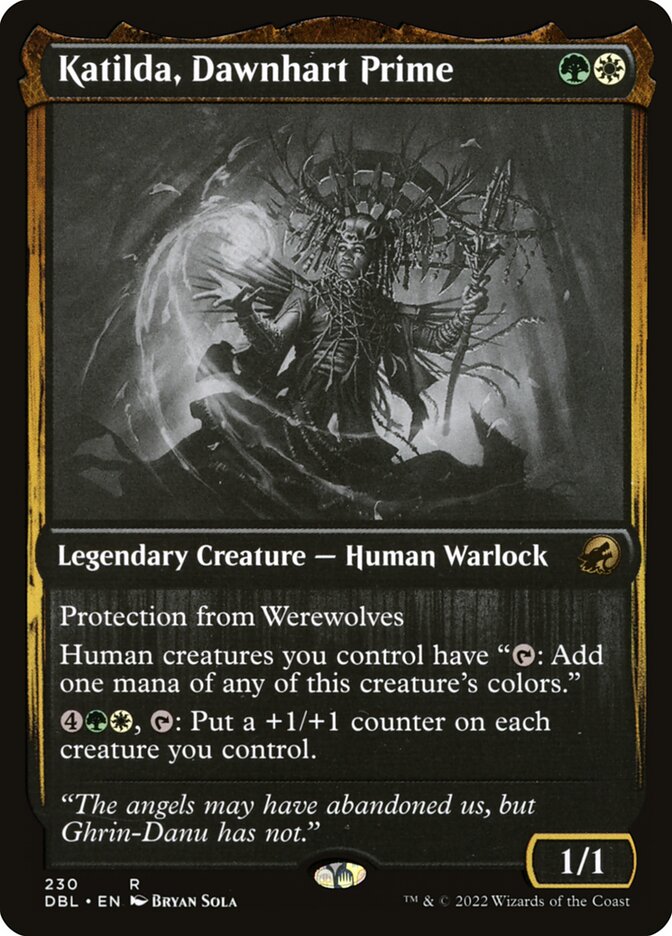 Katilda, Dawnhart Prime
Legendary Creature — Human Warlock
Protection from Werewolves
Human creatures you control have “: Add
one mana of any of this creature’s colors.”
4, : Put a +1/+1 counter on each
creature you control.
“The angels may have abandoned us, but
Ghrin-Danu has not.”
1/1
230 R
DBL • EN Bryan Sola
™ & © 2022 Wizards of the Coast